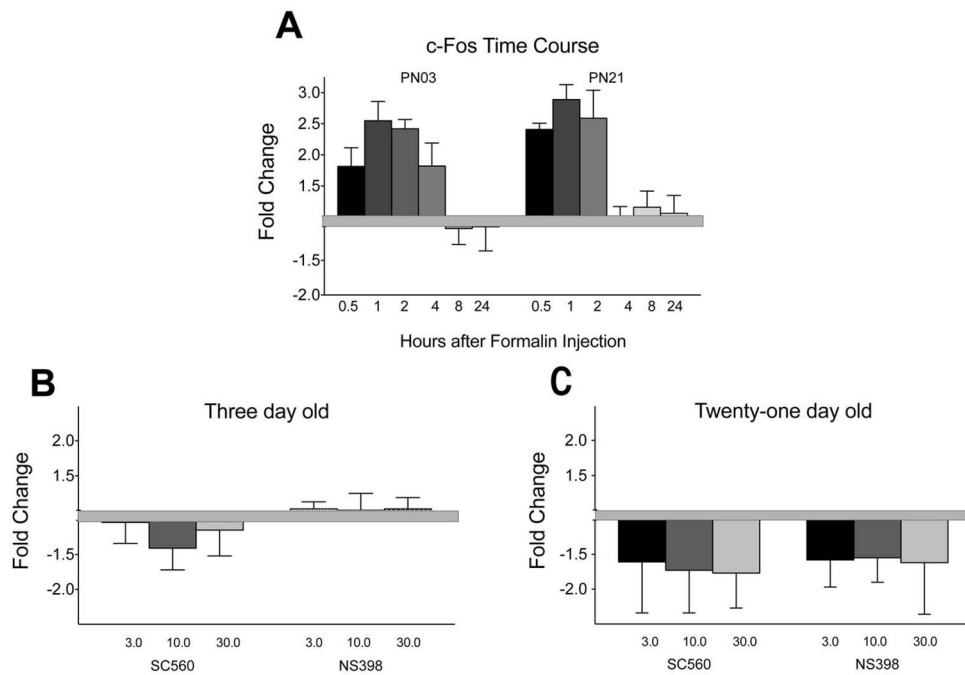 A
c-Fos Time Course
PN03 PN21
Fold Change
3.0
2.5
2.0
1.5
-1.5
-2.0
0.5 1 2 4 8 24 0.5 1 2 4 8 24
Hours after Formalin Injection
B
Three day old
Fold Change
2.0
1.5
-1.5
-2.0
3.0 10.0 30.0 3.0 10.0 30.0
SC560 NS398
C
Twenty-one day old
Fold Change
2.0
1.5
-1.5
-2.0
3.0 10.0 30.0 3.0 10.0 30.0
SC560 NS398